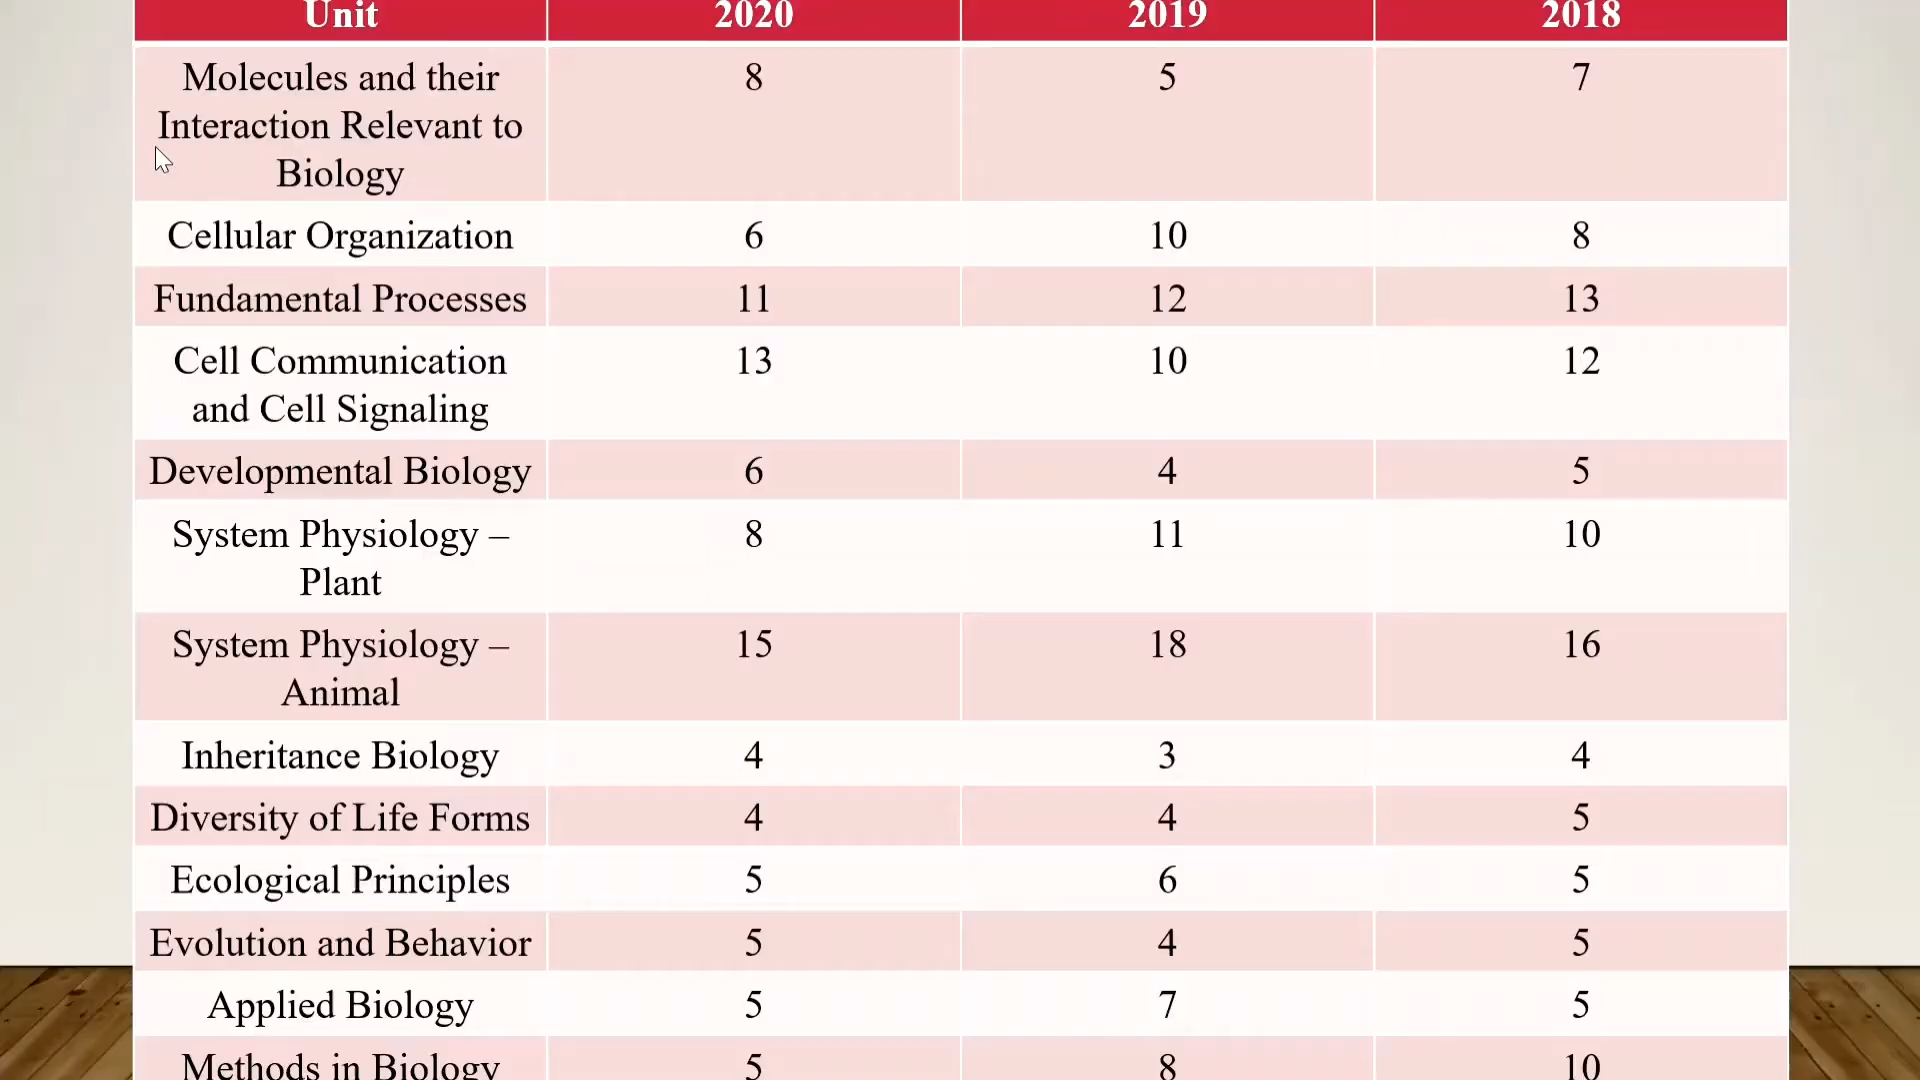 Unit 2020 2019 2018
Molecules and their 8 5 7
Interaction Relevant to
Biology
Cellular Organization 6 10 8
Fundamental Processes 11 12 13
Cell Communication 13 10 12
and Cell Signaling
Developmental Biology 6 4 5
System Physiology – 8 11 10
Plant
System Physiology – 15 18 16
Animal
Inheritance Biology 4 3 4
Diversity of Life Forms 4 4 5
Ecological Principles 5 6 5
Evolution and Behavior 5 4 5
Applied Biology 5 7 5
Methods in Biology 5 8 10